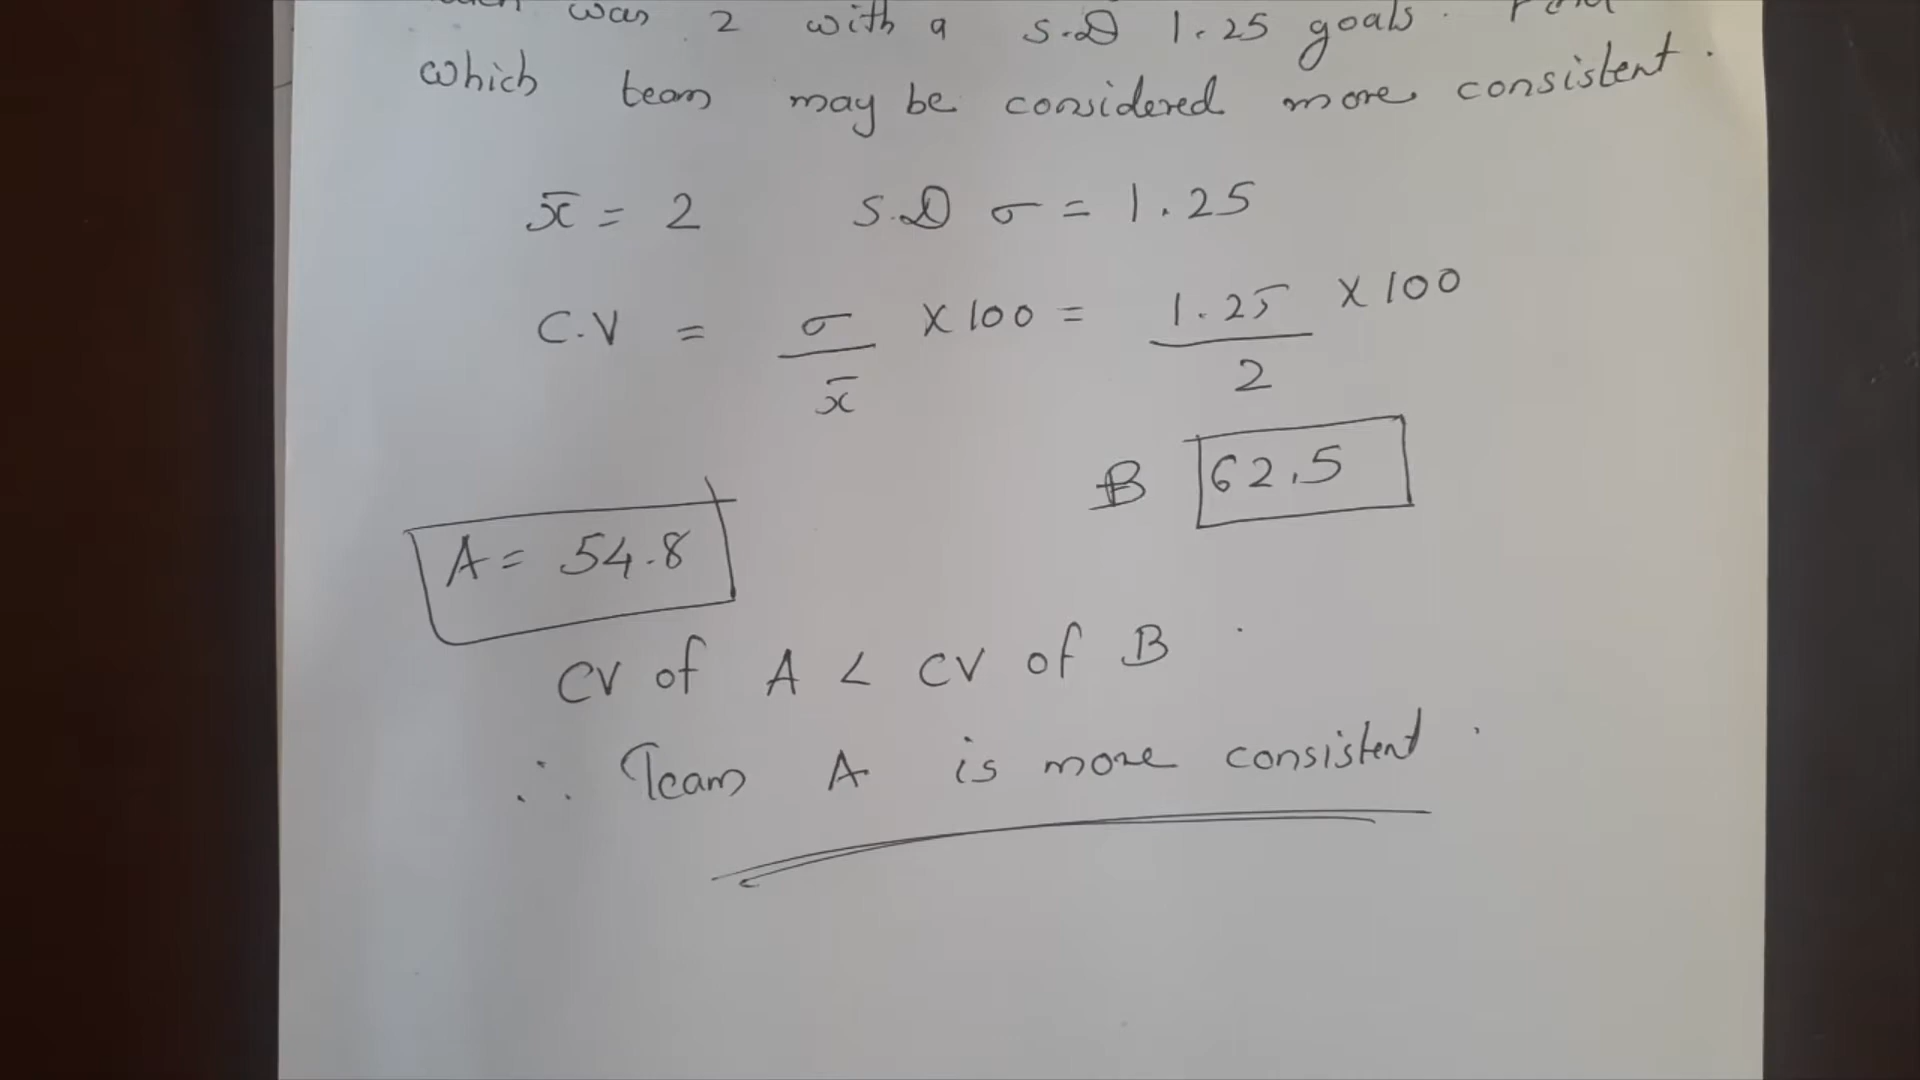 was 2 with a S.D 1.25 goals.
which team may be considered more consistent.
x̄ = 2 S.D σ = 1.25
C.V = σ/x̄ X 100 = 1.25/2 X 100
B 62.5
A = 54.8
CV of A < CV of B
∴ Team A is more consistent.